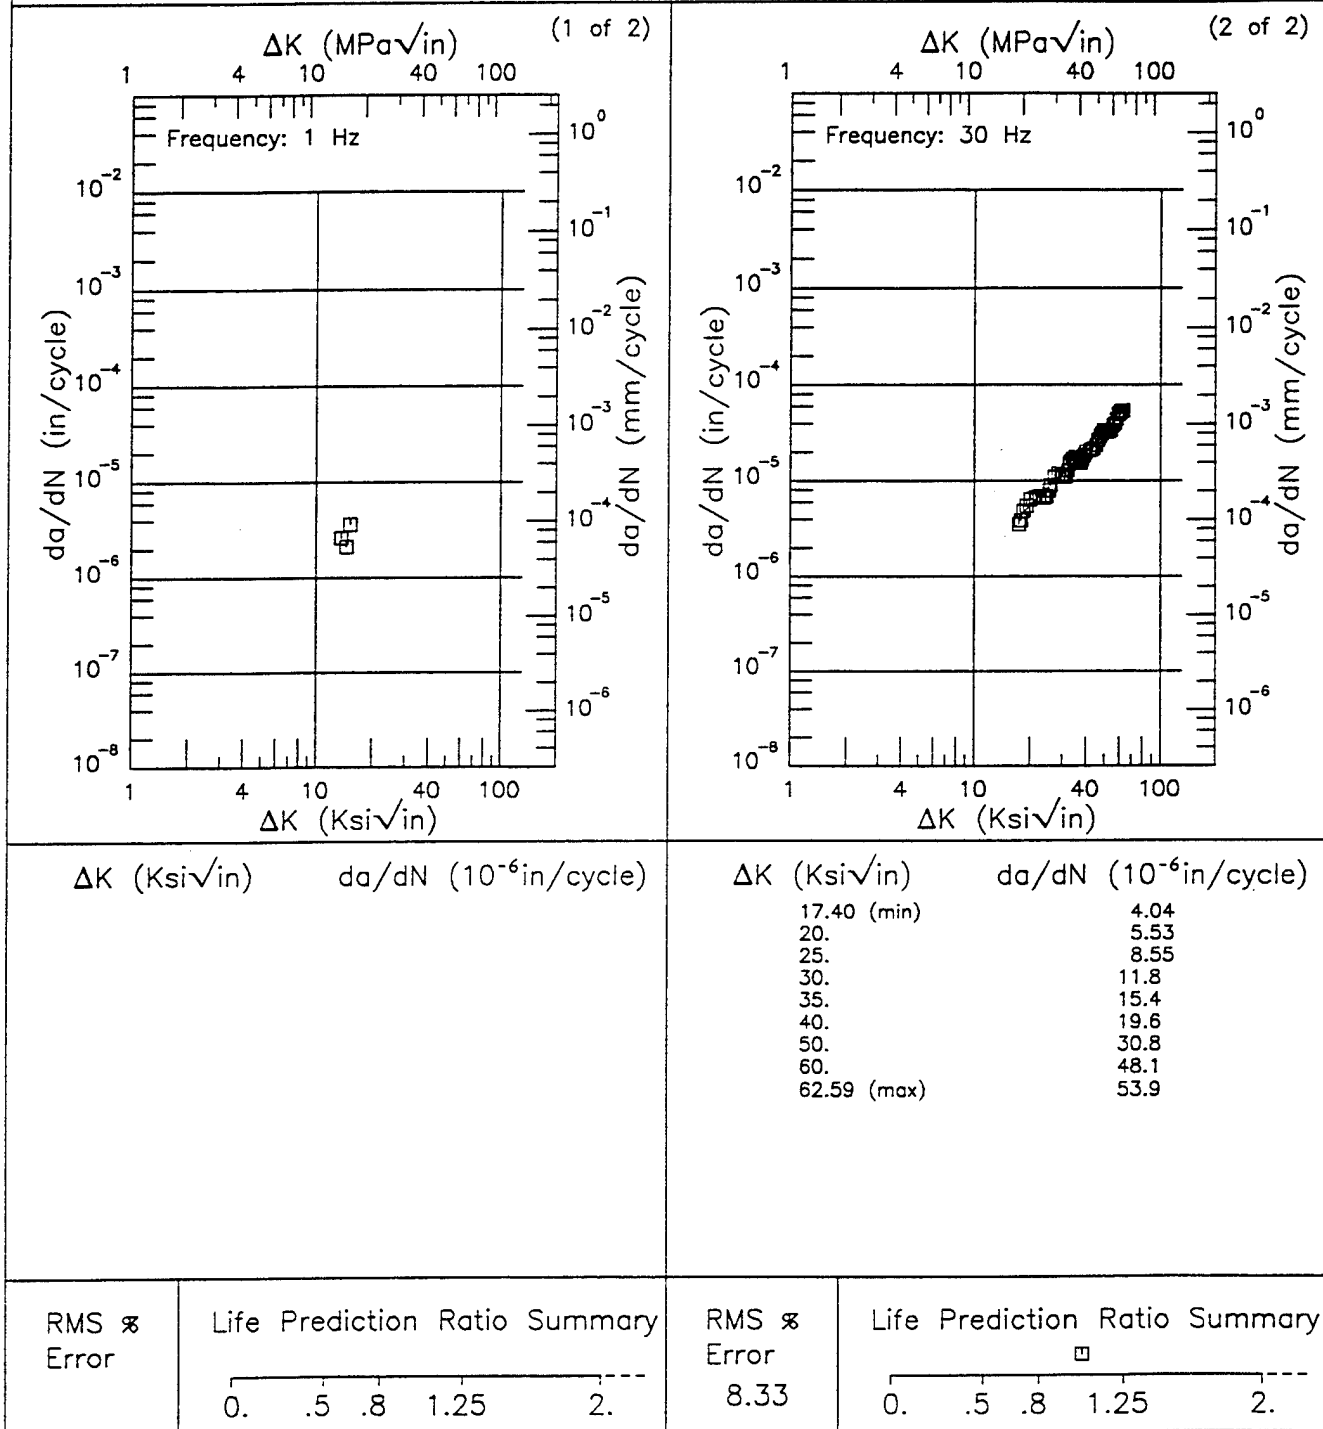 (1 of 2)
ΔK (MPa√in)
1 4 10 40 100
Frequency: 1 Hz
10⁰
10⁻¹
10⁻²
10⁻³
10⁻⁴
10⁻⁵
10⁻⁶
da/dN (mm/cycle)
10⁻²
10⁻³
10⁻⁴
10⁻⁵
10⁻⁶
10⁻⁷
10⁻⁸
da/dN (in/cycle)
1 4 10 40 100
ΔK (Ksi√in)
(2 of 2)
ΔK (MPa√in)
1 4 10 40 100
Frequency: 30 Hz
10⁰
10⁻¹
10⁻²
10⁻³
10⁻⁴
10⁻⁵
10⁻⁶
da/dN (mm/cycle)
10⁻²
10⁻³
10⁻⁴
10⁻⁵
10⁻⁶
10⁻⁷
10⁻⁸
da/dN (in/cycle)
1 4 10 40 100
ΔK (Ksi√in)
ΔK (Ksi√in) da/dN (10⁻⁶in/cycle)
ΔK (Ksi√in) da/dN (10⁻⁶in/cycle)
17.40 (min) 4.04
20. 5.53
25. 8.55
30. 11.8
35. 15.4
40. 19.6
50. 30.8
60. 48.1
62.59 (max) 53.9
RMS %
Error
Life Prediction Ratio Summary
0. .5 .8 1.25 2.
RMS %
Error
8.33
Life Prediction Ratio Summary
0. .5 .8 1.25 2.